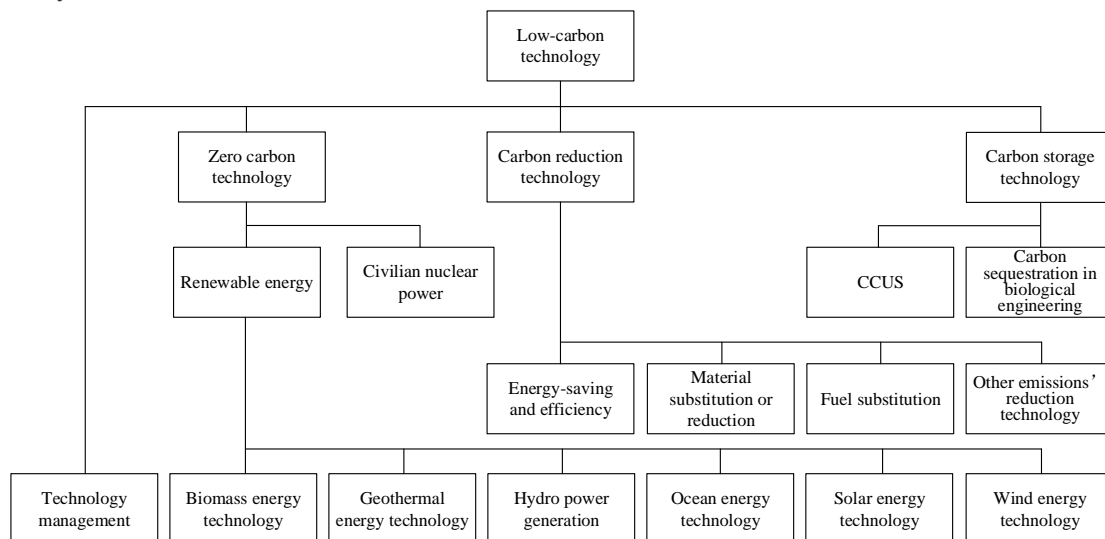 Low-carbon
technology
Zero carbon
technology
Carbon reduction
technology
Carbon storage
technology
Renewable energy
Civilian nuclear
power
CCUS
Carbon
sequestration in
biological
engineering
Energy-saving
and efficiency
Material
substitution or
reduction
Fuel substitution
Other emissions’
reduction
technology
Technology
management
Biomass energy
technology
Geothermal
energy technology
Hydro power
generation
Ocean energy
technology
Solar energy
technology
Wind energy
technology